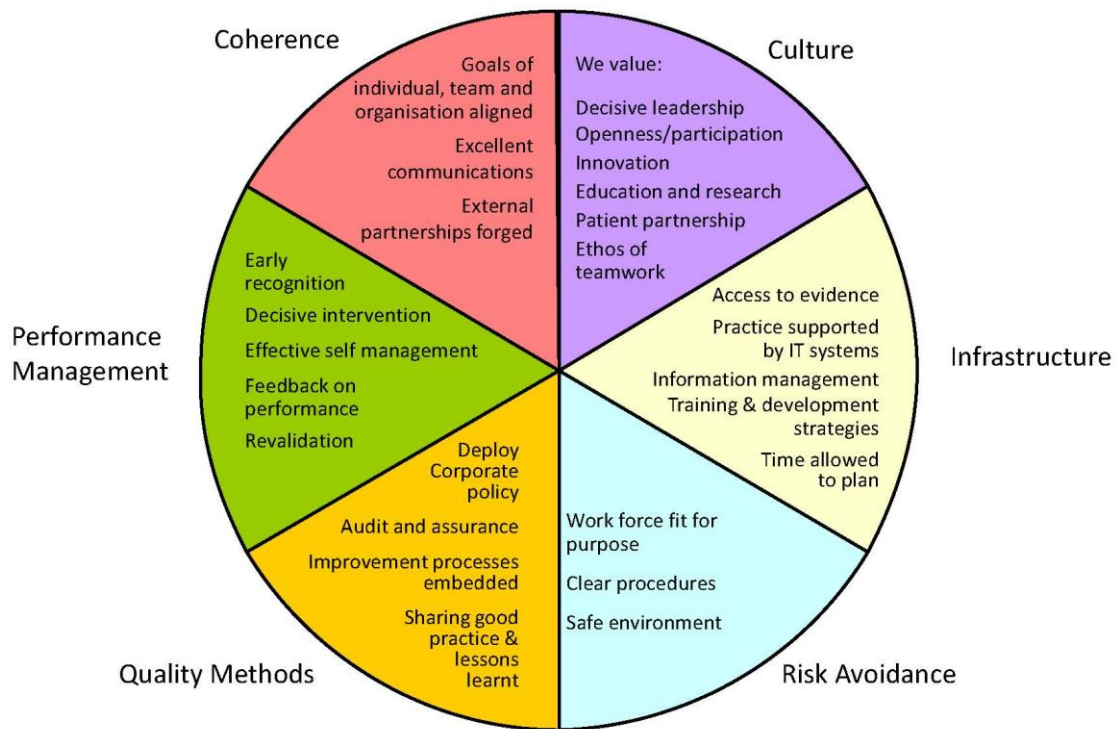 Coherence
Goals of
individual, team and
organisation aligned
Excellent
communications
External
partnerships forged
Culture
We value:
Decisive leadership
Openness/participation
Innovation
Education and research
Patient partnership
Ethos of
teamwork
Performance
Management
Early
recognition
Decisive intervention
Effective self management
Feedback on
performance
Revalidation
Infrastructure
Access to evidence
Practice supported
by IT systems
Information management
Training & development
strategies
Time allowed
to plan
Quality Methods
Deploy
Corporate
policy
Audit and assurance
Improvement processes
embedded
Sharing good
practice &
lessons
learnt
Risk Avoidance
Work force fit for
purpose
Clear procedures
Safe environment